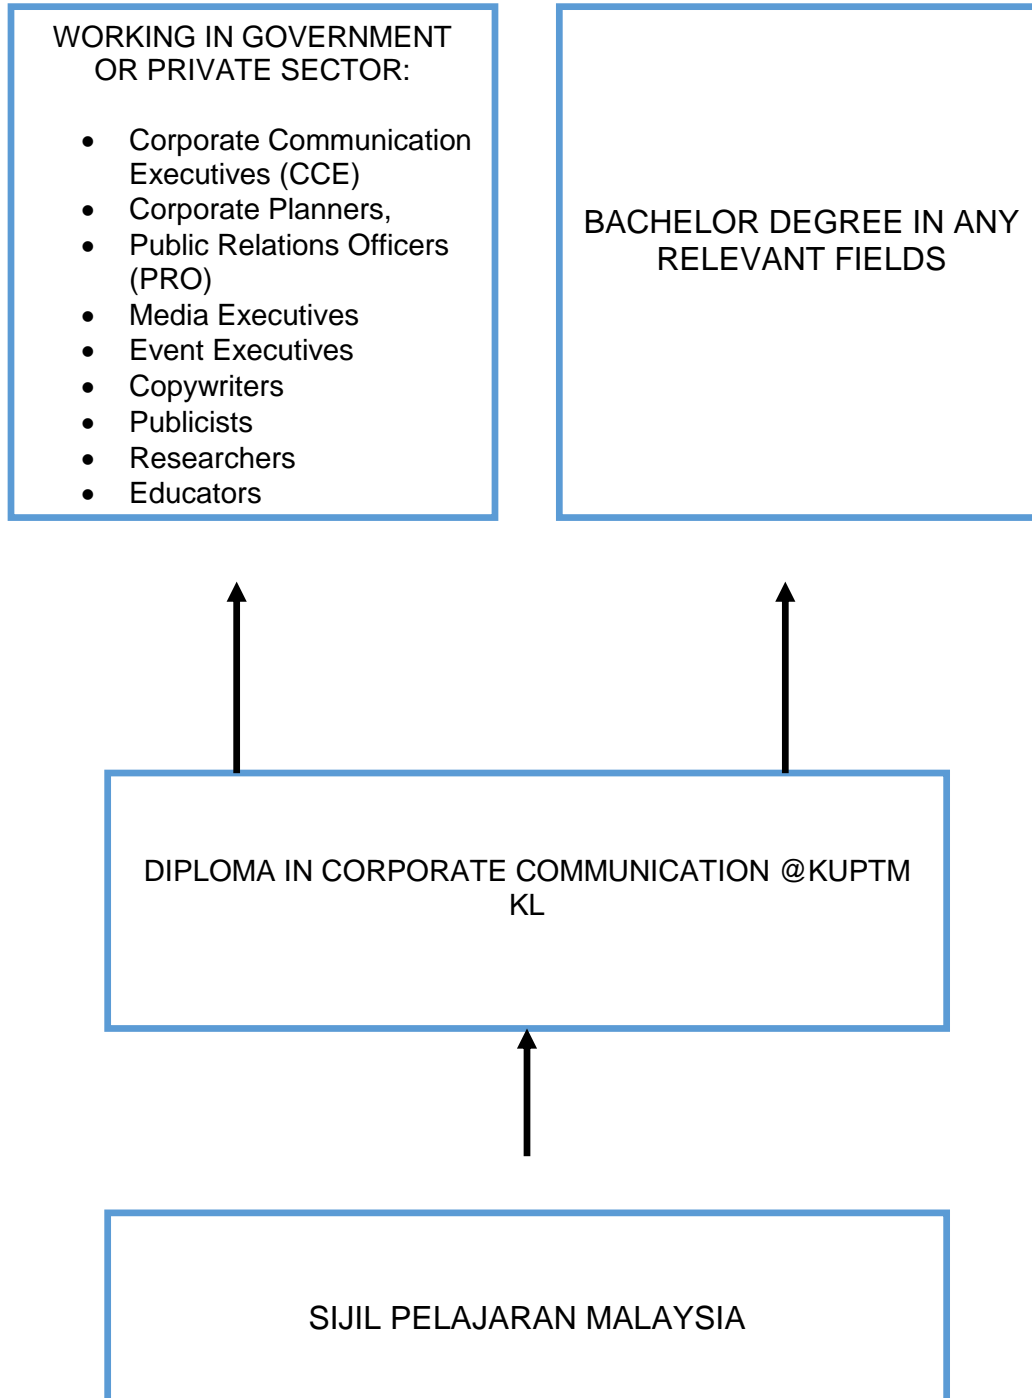 WORKING IN GOVERNMENT
OR PRIVATE SECTOR:
• Corporate Communication
Executives (CCE)
• Corporate Planners,
• Public Relations Officers
(PRO)
• Media Executives
• Event Executives
• Copywriters
• Publicists
• Researchers
• Educators
BACHELOR DEGREE IN ANY
RELEVANT FIELDS
DIPLOMA IN CORPORATE COMMUNICATION @KUPTM
KL
SIJIL PELAJARAN MALAYSIA